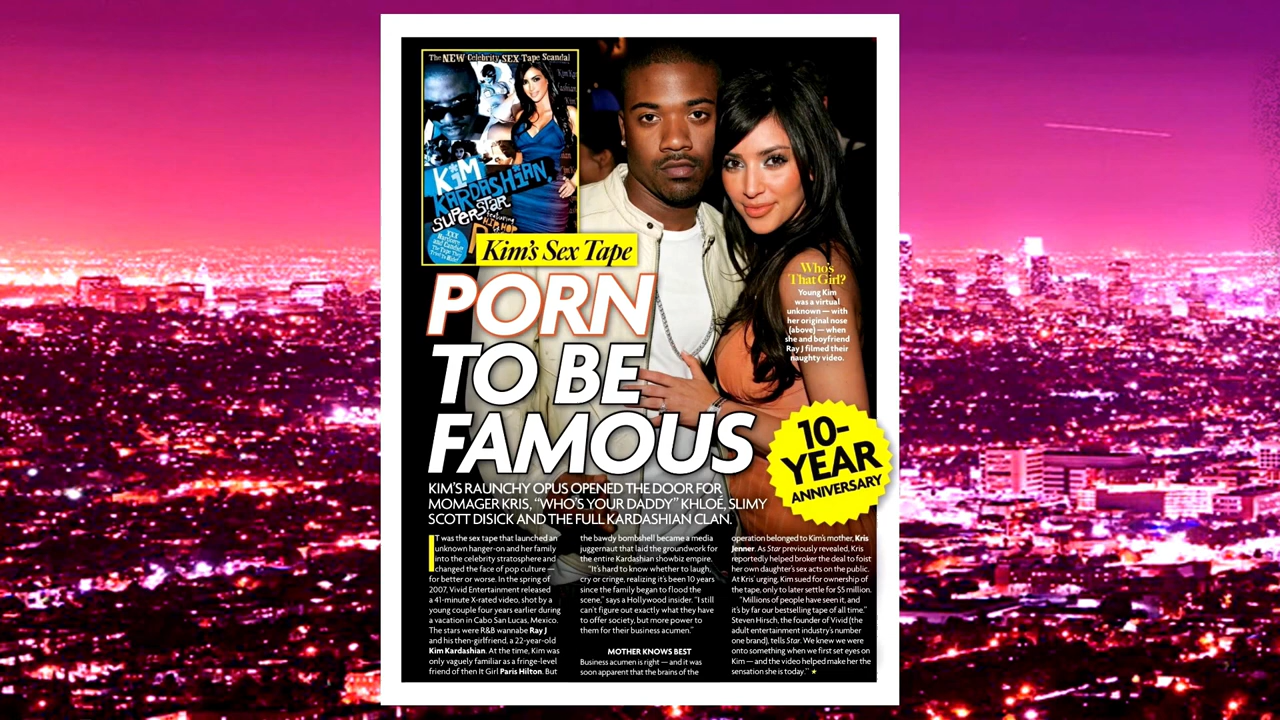 The NEW Celebrity SEX Tape Scandal
KiM
KARDASHIAN,
SUPERSTAR
featuring
HIP HOP
XXX
Kim's Sex Tape
PORN
TO BE
FAMOUS
Who's
That Girl?
Young Kim
was a virtual
unknown — with
her original nose
(above) — when
she and boyfriend
Ray J filmed their
naughty video.
10-
YEAR
ANNIVERSARY
KIM'S RAUNCHY OPUS OPENED THE DOOR FOR
MOMAGER KRIS, “WHO'S YOUR DADDY” KHLOÉ, SLIMY
SCOTT DISICK AND THE FULL KARDASHIAN CLAN.
IT was the sex tape that launched an
unknown hanger-on and her family
into the celebrity stratosphere and
changed the face of pop culture —
for better or worse. In the spring of
2007, Vivid Entertainment released
a 41-minute X-rated video, shot by a
young couple four years earlier during
a vacation in Cabo San Lucas, Mexico.
The stars were R&B wannabe Ray J
and his then-girlfriend, a 22-year-old
Kim Kardashian. At the time, Kim was
only vaguely familiar as a fringe-level
friend of then It Girl Paris Hilton. But
the bawdy bombshell became a media
juggernaut that laid the groundwork for
the entire Kardashian showbiz empire.
“It's hard to know whether to laugh,
cry or cringe, realizing it's been 10 years
since the family began to flood the
scene,” says a Hollywood insider. “I still
can't figure out exactly what they have
to offer society, but more power to
them for their business acumen.”
MOTHER KNOWS BEST
Business acumen is right — and it was
soon apparent that the brains of the
operation belonged to Kim's mother, Kris
Jenner. As Star previously revealed, Kris
reportedly helped broker the deal to foist
her own daughter's sex acts on the public.
At Kris' urging, Kim sued for ownership of
the tape, only to later settle for $5 million.
“Millions of people have seen it, and
it's by far our bestselling tape of all time.”
Steven Hirsch, the founder of Vivid (the
adult entertainment industry's number
one brand), tells Star. We knew we were
onto something when we first set eyes on
Kim — and the video helped make her the
sensation she is today.” ★